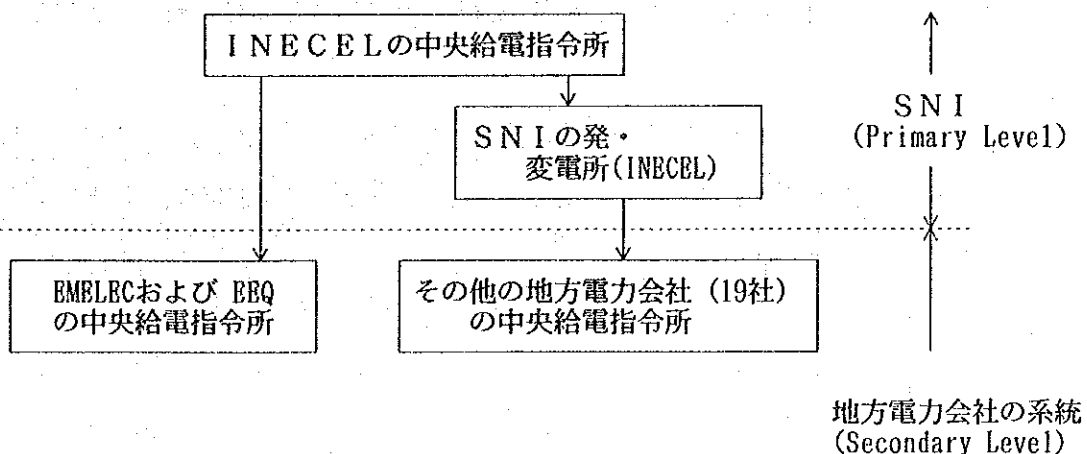 INECELの中央給電指令所
SNI
(Primary Level)
SNIの発・
変電所(INECEL)
EMELECおよび EEQ
の中央給電指令所
その他の地方電力会社 (19社)
の中央給電指令所
地方電力会社の系統
(Secondary Level)